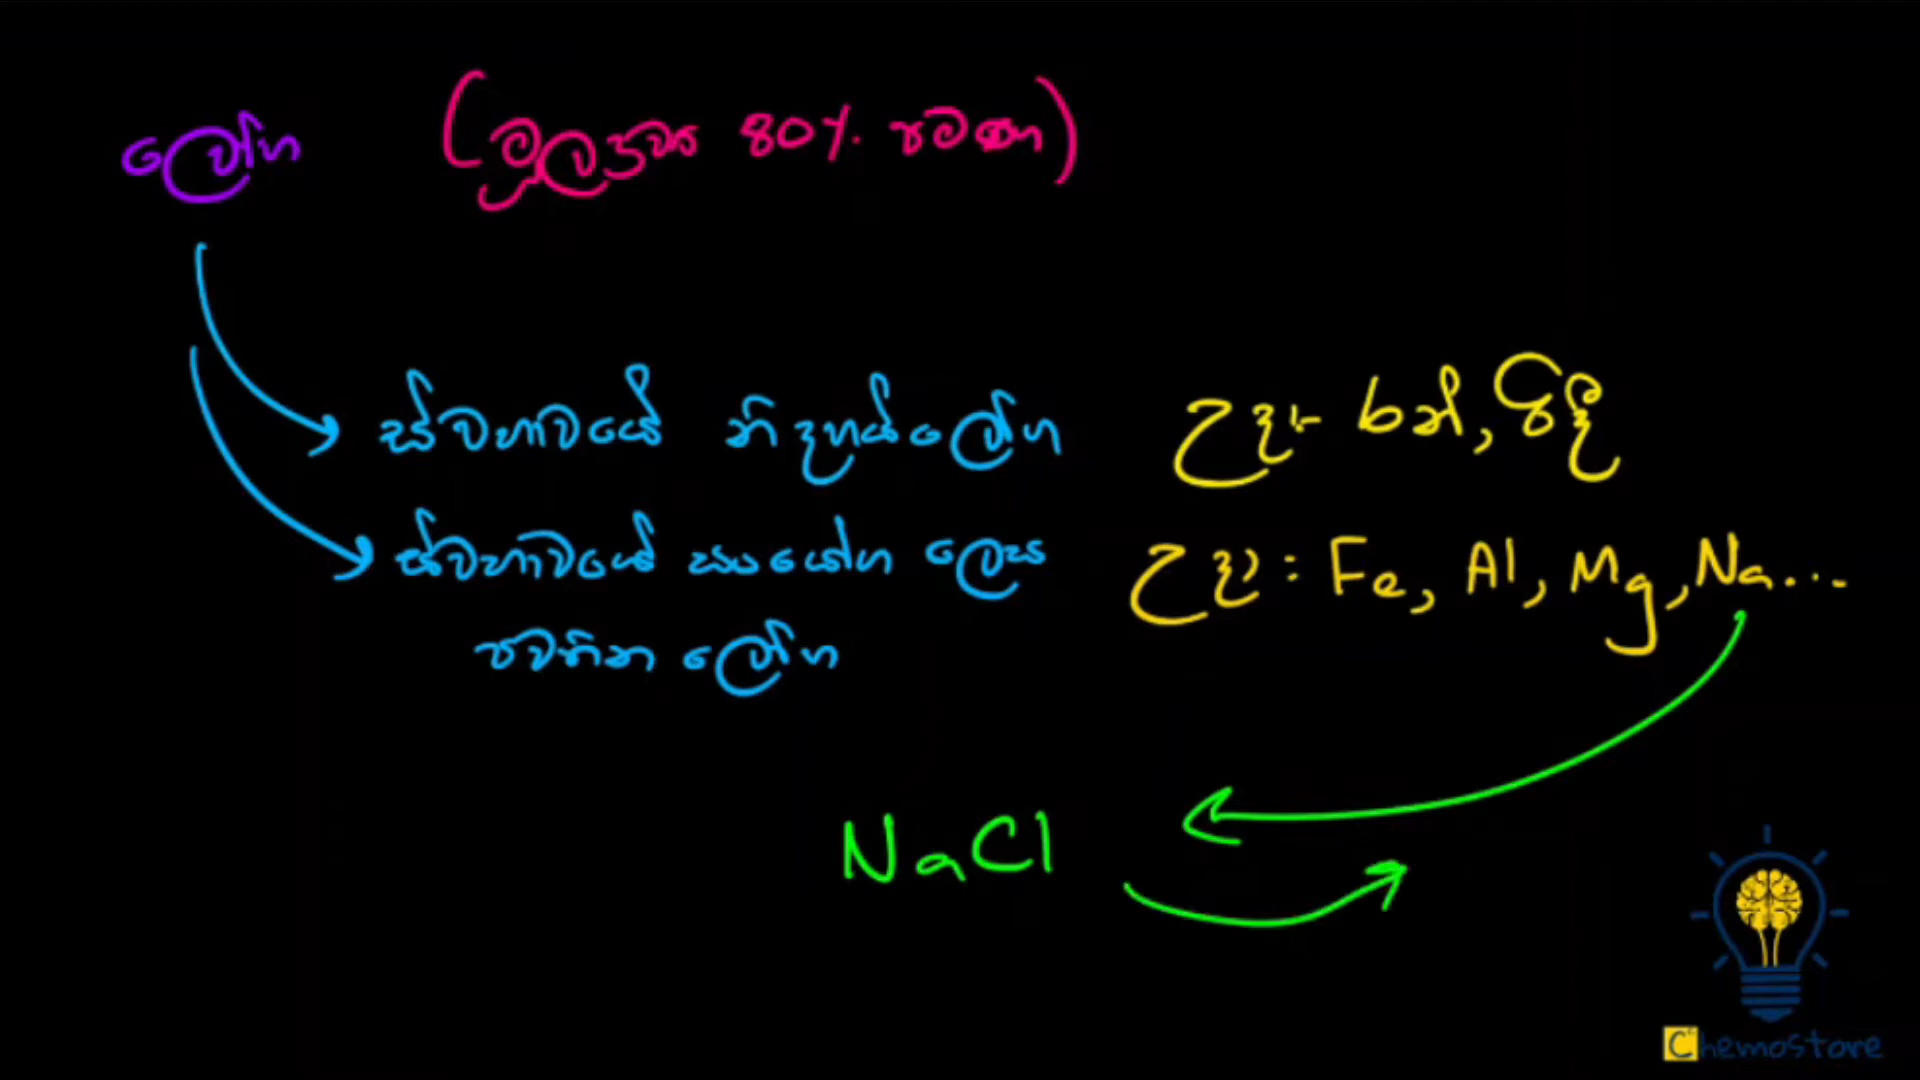 ලෝහ (මූලද්‍රව්‍ය 80% පමණ)
ස්වභාවයේ නිදහස් ලෝහ උදා:- රන්, රිදී
ස්වභාවයේ සංයෝග ලෙස උදා: Fe, Al, Mg, Na...
පවතින ලෝහ
NaCl
Chemostore